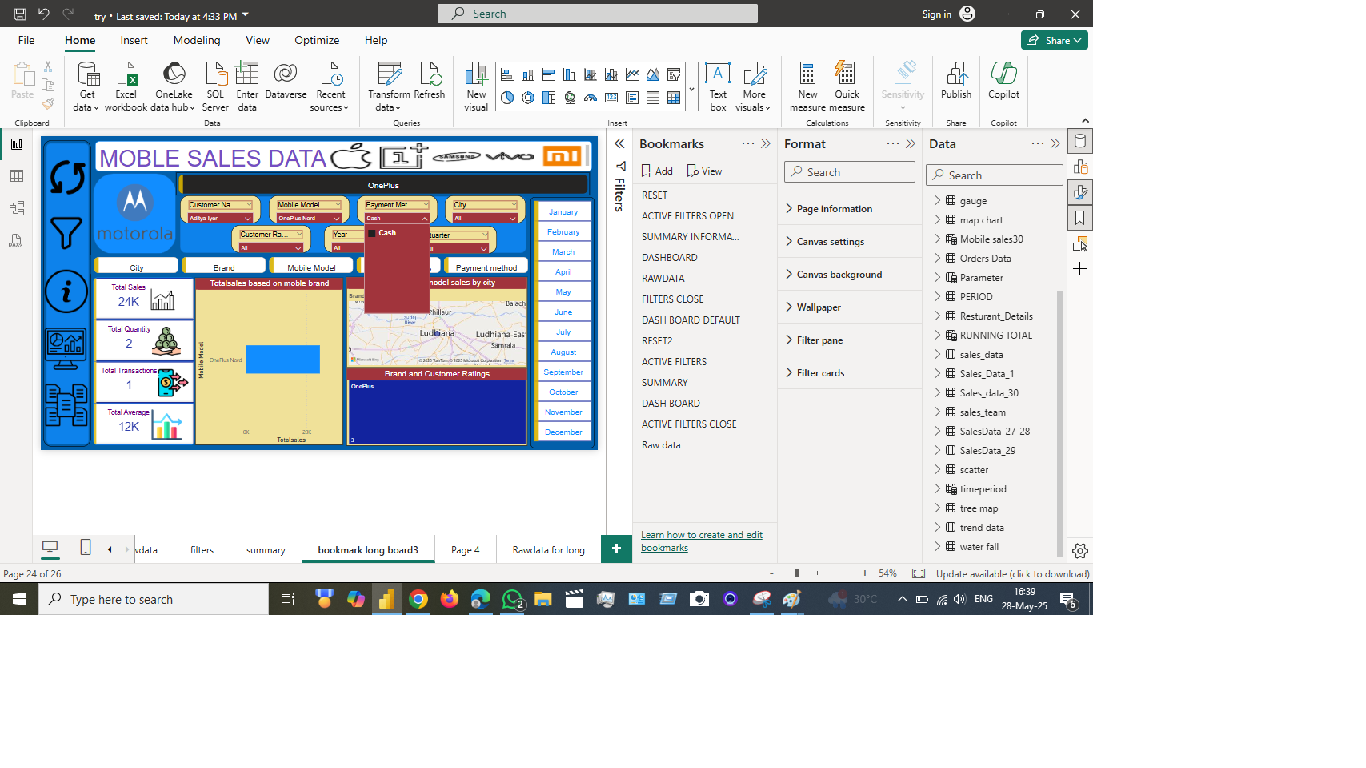 try • Last saved: Today at 4:33 PM
Search
Sign in
File Home Insert Modeling View Optimize Help
Share
Paste
Get data
Excel workbook
OneLake data hub
SQL Server
Enter data
Dataverse
Recent sources
Transform data
Refresh
New visual
Text box
More visuals
New measure
Quick measure
Sensitivity
Publish
Copilot
Clipboard
Data
Queries
Insert
Calculations
Sensitivity
Share
Copilot
MOBLE SALES DATA
SAMSUNG
vivo
motorola
OnePlus
Customer Na...
Aditya Iyer
Mobile Model
OnePlus Nord
Payment Met...
Cash
City
All
Cash
Customer Ra...
All
Year
All
uarter
All
City
Brand
Mobile Model
Payment method
Total Sales
24K
Total Quantity
2
Total Transactions
1
Total Average
12K
Totalsales based on moble brand
Mobile Model
OnePlus Nord
0K
20K
Totalsales
model sales by city
Phillaur
Ludhiana
Ludhiana East
Samrala
Brand and Customer Ratings
OnePlus
3
January
February
March
April
May
June
July
August
September
October
November
December
Filters
Bookmarks
Add
View
RESET
ACTIVE FILTERS OPEN
SUMMARY INFORMA...
DASHBOARD
RAWDATA
FILTERS CLOSE
DASH BOARD DEFAULT
RESET2
ACTIVE FILTERS
SUMMARY
DASH BOARD
ACTIVE FILTERS CLOSE
Raw data
Learn how to create and edit
bookmarks
Format
Search
Page information
Canvas settings
Canvas background
Wallpaper
Filter pane
Filter cards
Data
Search
gauge
map chart
Mobile sales30
Orders Data
Parameter
PERIOD
Resturant_Details
RUNNING TOTAL
sales_data
Sales_Data_1
Sales_data_30
sales_team
SalesData-27-28
SalesData_29
scatter
timeperiod
tree map
trend data
water fall
vdata
filters
summary
bookmark long board3
Page 4
Rawdata for long
Page 24 of 26
54%
Update available (click to download)
Type here to search
2
30°C
ENG
16:39
28-May-25
6